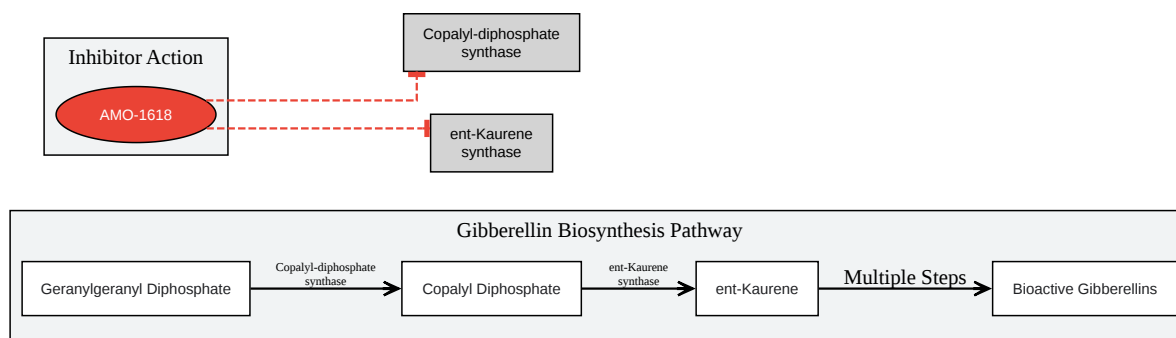 Copalyl-diphosphate
synthase
Inhibitor Action
AMO-1618
ent-Kaurene
synthase
Gibberellin Biosynthesis Pathway
Geranylgeranyl Diphosphate
Copalyl-diphosphate
synthase
Copalyl Diphosphate
ent-Kaurene
synthase
ent-Kaurene
Multiple Steps
Bioactive Gibberellins